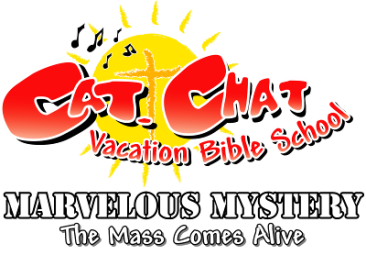 CAT. CHAT
Vacation Bible School
MARVELOUS MYSTERY
The Mass Comes Alive